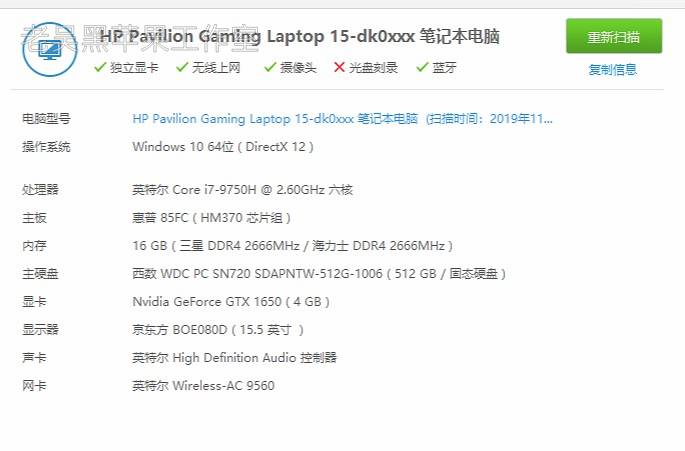 老吴黑苹果工作室
HP Pavilion Gaming Laptop 15-dk0xxx 笔记本电脑
重新扫描
独立显卡 无线上网 摄像头 光盘刻录 蓝牙
复制信息
电脑型号 HP Pavilion Gaming Laptop 15-dk0xxx 笔记本电脑 (扫描时间：2019年11...
操作系统 Windows 10 64位 ( DirectX 12 )
处理器 英特尔 Core i7-9750H @ 2.60GHz 六核
主板 惠普 85FC ( HM370 芯片组 )
内存 16 GB ( 三星 DDR4 2666MHz / 海力士 DDR4 2666MHz )
主硬盘 西数 WDC PC SN720 SDAPNTW-512G-1006 ( 512 GB / 固态硬盘 )
显卡 Nvidia GeForce GTX 1650 ( 4 GB )
显示器 京东方 BOE080D ( 15.5 英寸 )
声卡 英特尔 High Definition Audio 控制器
网卡 英特尔 Wireless-AC 9560